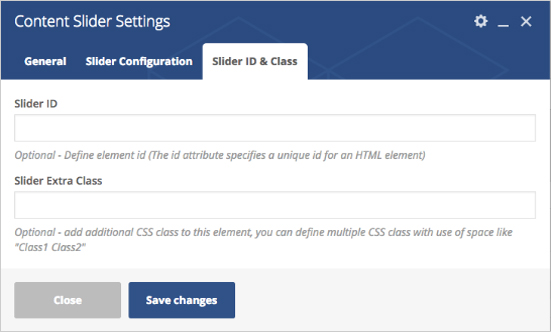 Content Slider Settings
General Slider Configuration Slider ID & Class
Slider ID
Optional - Define element id (The id attribute specifies a unique id for an HTML element)
Slider Extra Class
Optional - add additional CSS class to this element, you can define multiple CSS class with use of space like
"Class1 Class2"
Close Save changes